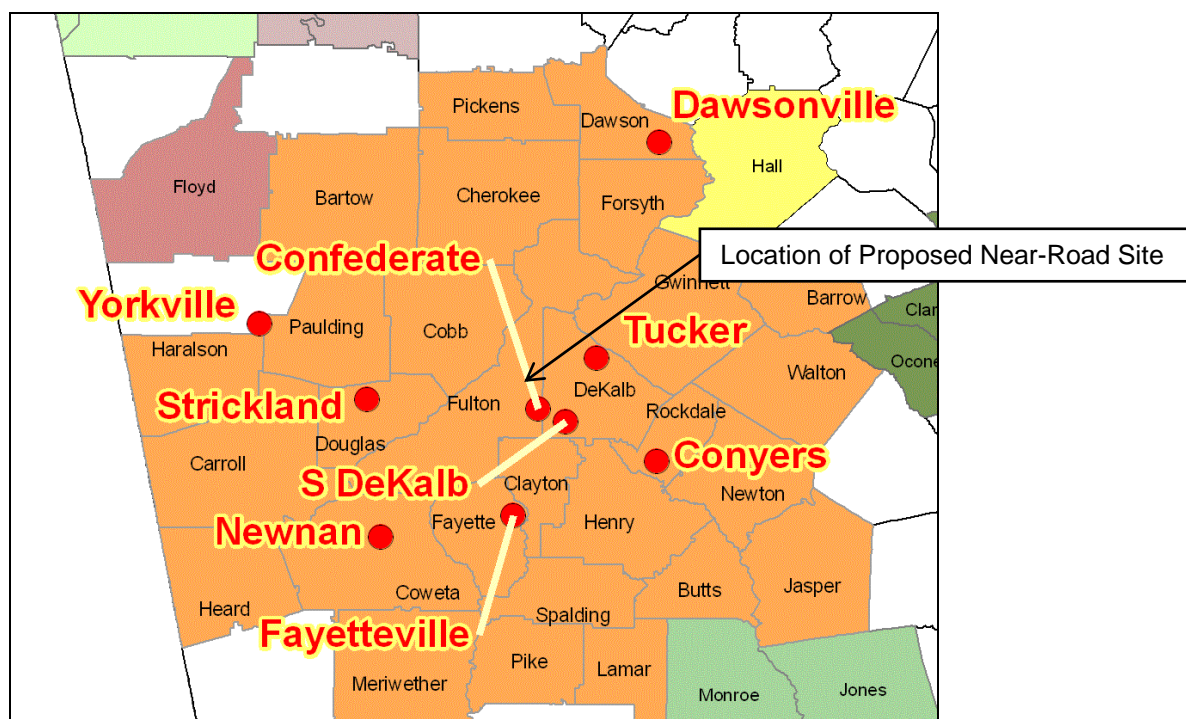 Pickens
Dawsonville
Dawson
Hall
Floyd
Bartow
Cherokee
Forsyth
Confederate
Location of Proposed Near-Road Site
Gwinnett
Yorkville
Barrow
Clar
Paulding
Cobb
Tucker
Haralson
Ocone
Walton
DeKalb
Strickland
Fulton
Rockdale
Douglas
Carroll
Conyers
S DeKalb
Clayton
Newton
Fayette
Henry
Newnan
Coweta
Butts
Jasper
Heard
Spalding
Fayetteville
Pike
Lamar
Meriwether
Monroe
Jones